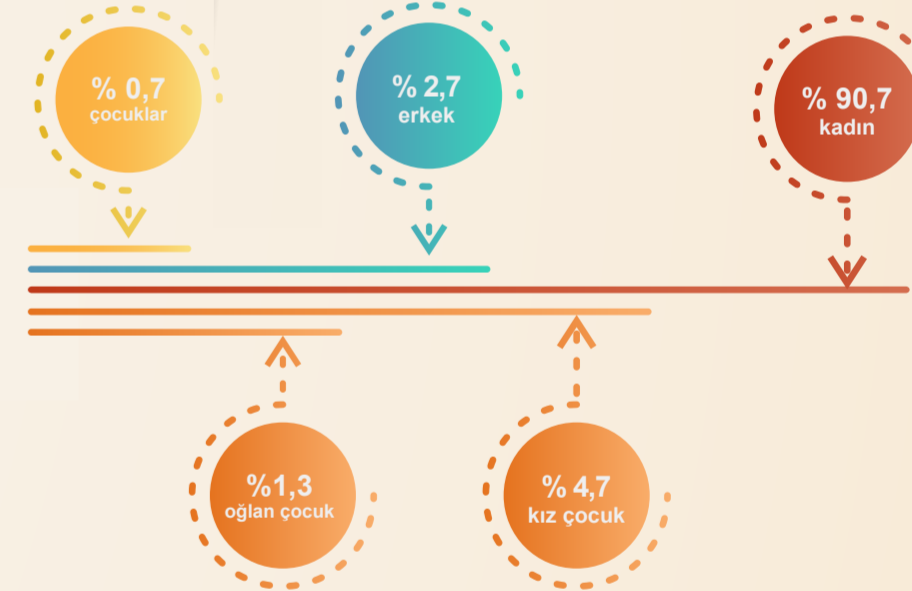 % 0,7
çocuklar
% 2,7
erkek
% 90,7
kadın
%1,3
oğlan çocuk
% 4,7
kız çocuk